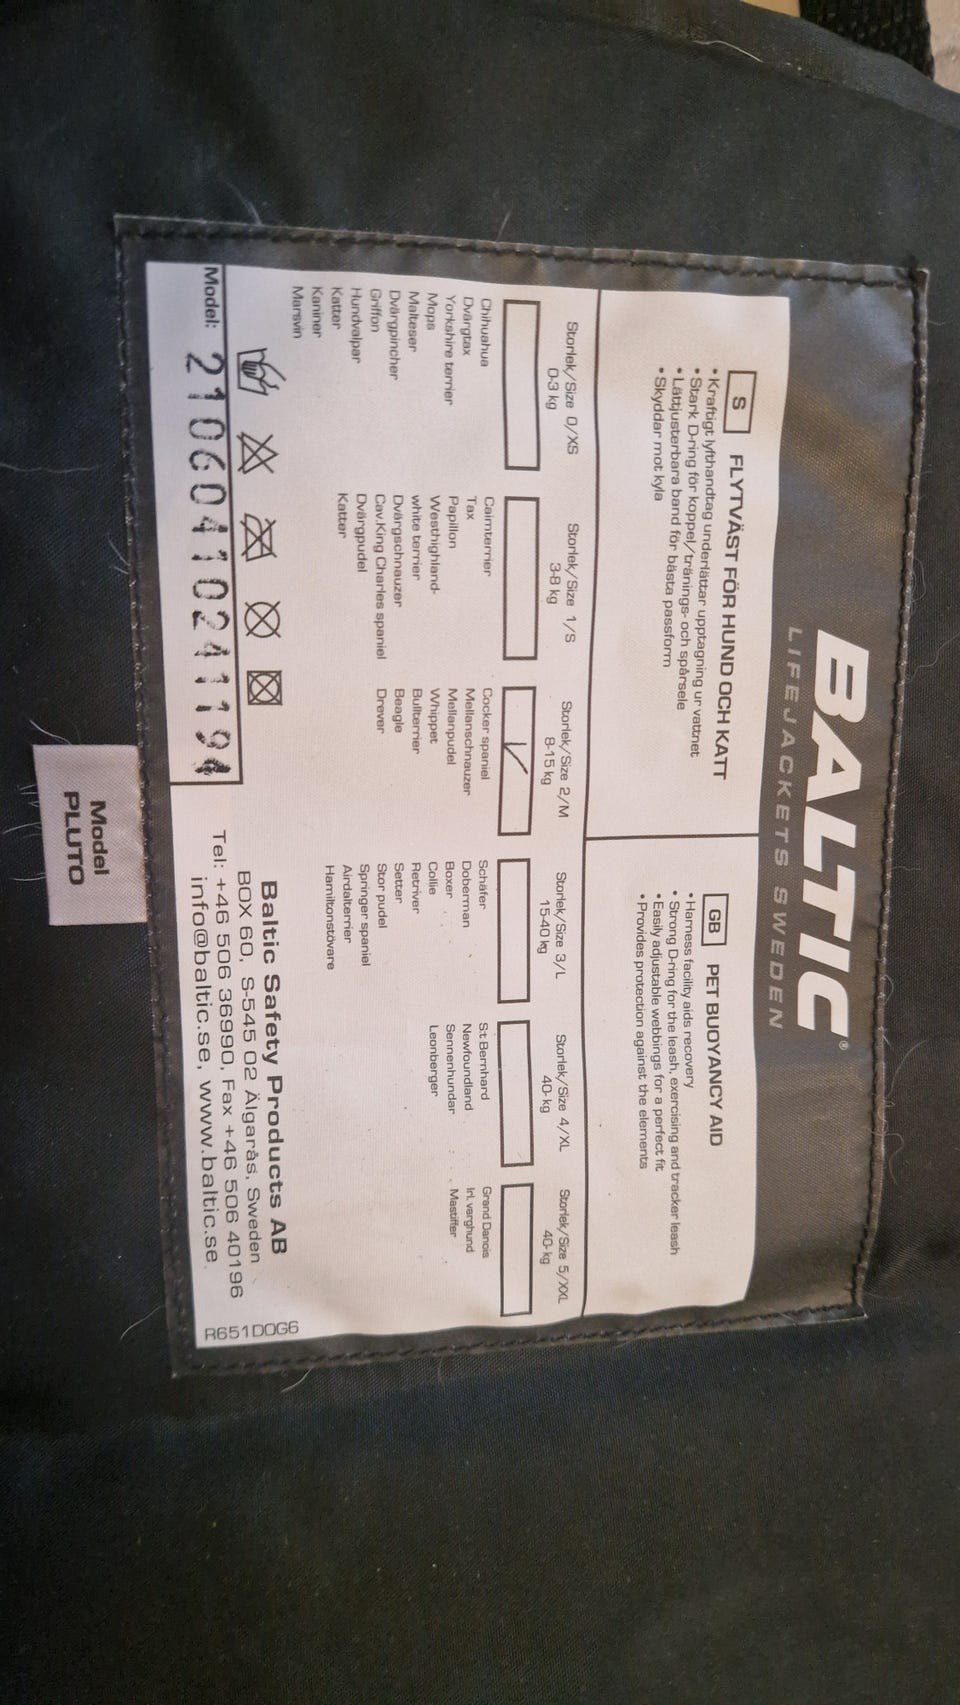 BALTIC®
LIFEJACKETS SWEDEN
S FLYTVÄST FÖR HUND OCH KATT
• Kraftigt lyfthandtag underlättar upptagning ur vattnet
• Stark D-ring för koppel/tränings- och spårsele
• Lättjusterbara band för bästa passform
• Skyddar mot kyla
GB PET BUOYANCY AID
• Harness facility aids recovery
• Strong D-ring for the leash, exercising and tracker leash
• Easily adjustable webbings for a perfect fit
• Provides protection against the elements
Storlek/Size 0/XS
0-3 kg
Chihuahua
Dvärgtax
Yorkshire terrier
Mops
Malteser
Dvärgpincher
Griffon
Hundvalpar
Katter
Kaniner
Marsvin
Storlek/Size 1/S
3-8 kg
Cairnterrier
Tax
Papillon
Westhighland-
white terrier
Dvärgschnauzer
Cav.King Charles spaniel
Dvärgpudel
Katter
Storlek/Size 2/M
8-15 kg
Cocker spaniel
Mellanschnauzer
Mellanpudel
Whippet
Bullterrier
Beagle
Drever
Storlek/Size 3/L
15-40 kg
Schäfer
Doberman
Boxer
Collie
Retriver
Setter
Stor pudel
Springer spaniel
Airdalterrier
Hamiltonstövare
Storlek/Size 4/XL
40- kg
St Bernhard
Newfoundland
Sennenhundar
Leonberger
Storlek/Size 5/XXL
40- kg
Grand Danois
Irl. varghund
Mastiffer
Model:
Baltic Safety Products AB
BOX 60, S-545 02 Älgarås, Sweden
Tel: +46 506 36990, Fax +46 506 40196
info@baltic.se, www.baltic.se
R651DOG6
Model
PLUTO